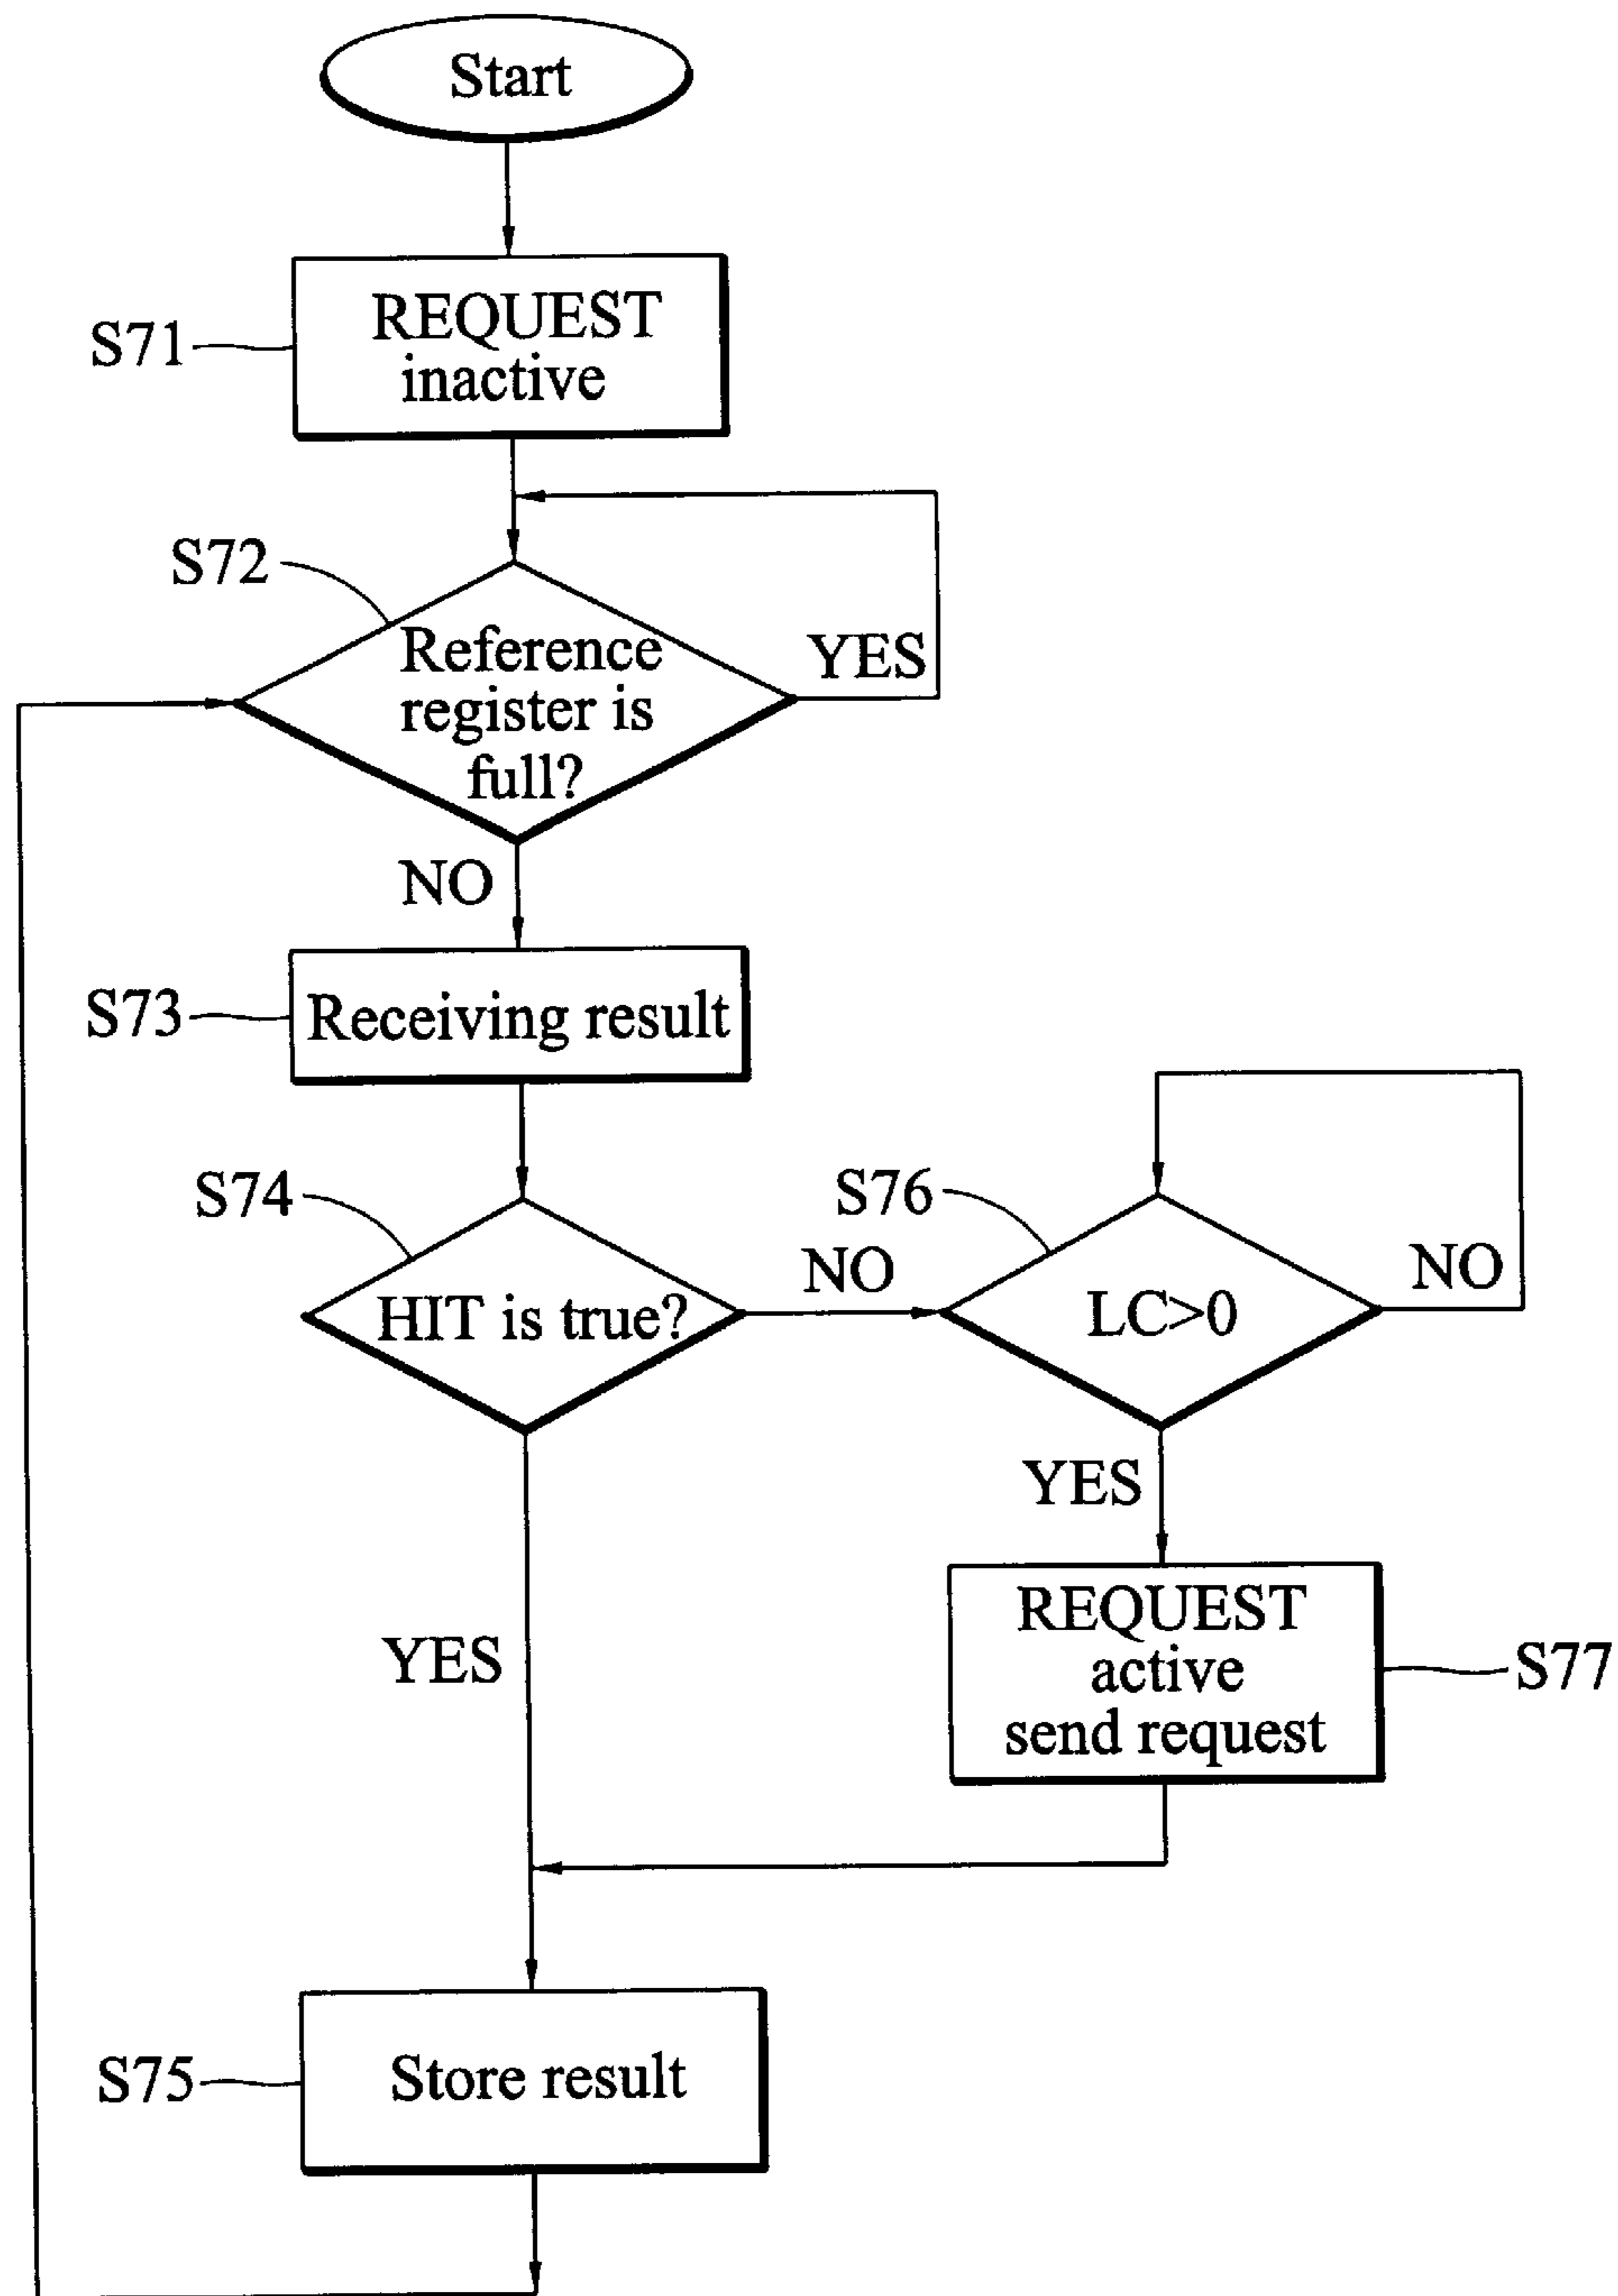 Start
S71
REQUEST
inactive
S72
Reference
register is
full?
YES
NO
S73
Receiving result
S74
HIT is true?
NO
S76
LC>0
NO
YES
YES
REQUEST
active
send request
S77
S75
Store result